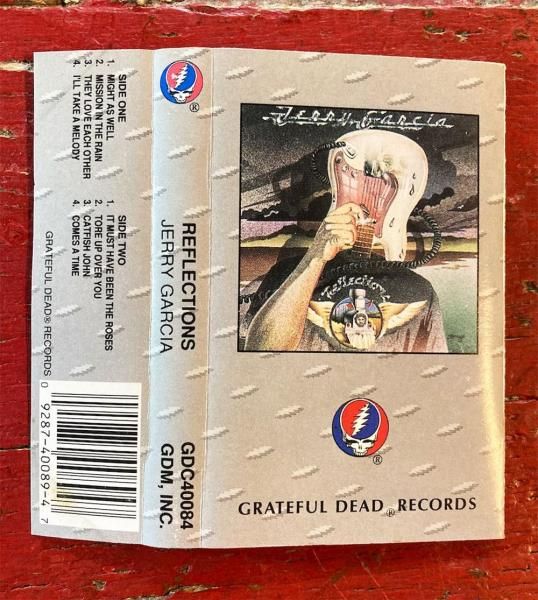 SIDE ONE
1. MIGHT AS WELL
2. MISSION IN THE RAIN
3. THEY LOVE EACH OTHER
4. I'LL TAKE A MELODY
SIDE TWO
1. IT MUST HAVE BEEN THE ROSES
2. TORE UP OVER YOU
3. CATFISH JOHN
4. COMES A TIME
GRATEFUL DEAD® RECORDS
0 9287-40089-4 7
®
REFLECTIONS
JERRY GARCIA
GDC40084
GDM, INC.
Jerry Garcia
Reflections
®
GRATEFUL DEAD® RECORDS